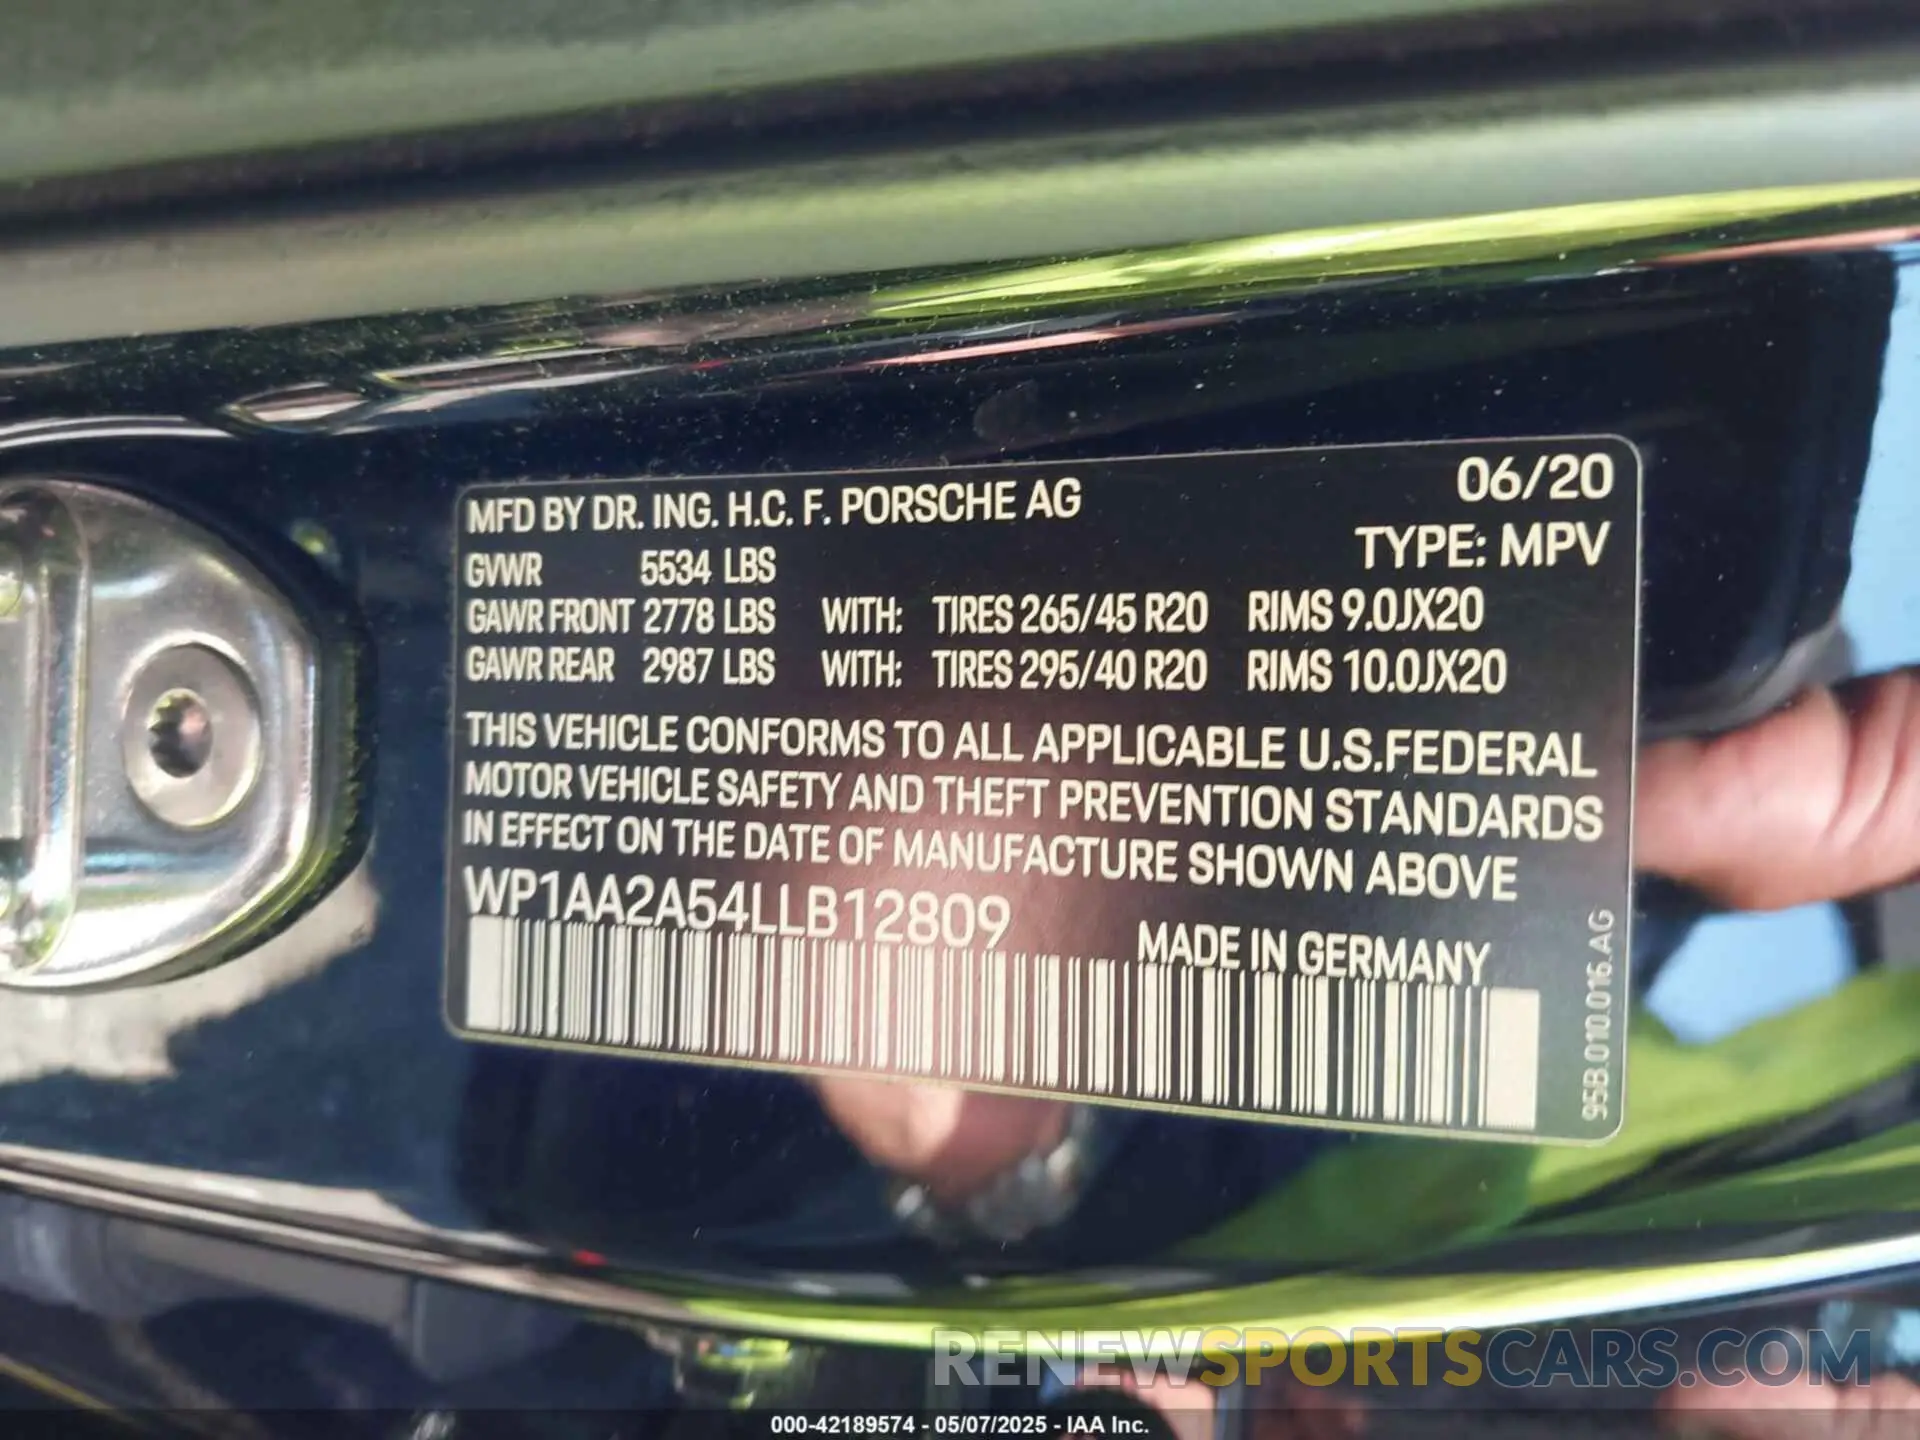 06/20
MFD BY DR. ING. H.C. F. PORSCHE AG
TYPE: MPV
GVWR 5534 LBS
GAWR FRONT 2778 LBS WITH: TIRES 265/45 R20 RIMS 9.0JX20
GAWR REAR 2987 LBS WITH: TIRES 295/40 R20 RIMS 10.0JX20
THIS VEHICLE CONFORMS TO ALL APPLICABLE U.S.FEDERAL
MOTOR VEHICLE SAFETY AND THEFT PREVENTION STANDARDS
IN EFFECT ON THE DATE OF MANUFACTURE SHOWN ABOVE
WP1AA2A54LLB12809
MADE IN GERMANY
95B.010.016.AG
RENEWSPORTSCARS.COM
000-42189574 - 05/07/2025 - IAA Inc.